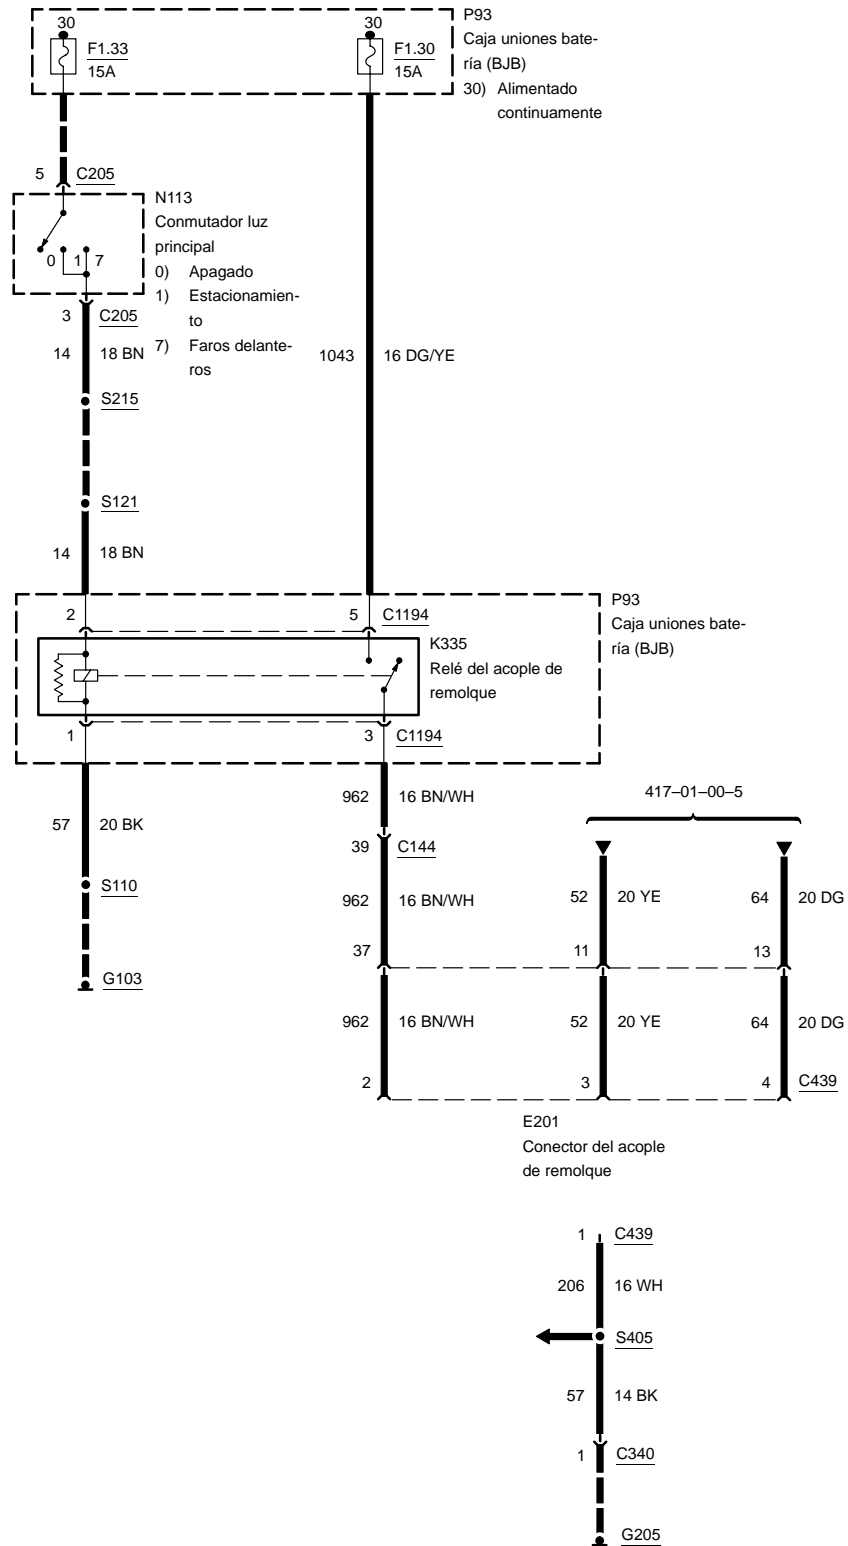 30
F1.33
15A
30
F1.30
15A
P93
Caja uniones bate-
ría (BJB)
30) Alimentado
continuamente
5
C205
N113
Conmutador luz
principal
0) Apagado
1) Estacionamien-
to
7) Faros delante-
ros
0 1 7
3
C205
14
18 BN
1043
16 DG/YE
S215
S121
14
18 BN
P93
Caja uniones bate-
ría (BJB)
2
5
C1194
K335
Relé del acople de
remolque
1
3
C1194
57
20 BK
962
16 BN/WH
417–01–00–5
39
C144
S110
962
16 BN/WH
52
20 YE
64
20 DG
37
11
13
G103
962
16 BN/WH
52
20 YE
64
20 DG
2
3
4
C439
E201
Conector del acople
de remolque
1
C439
206
16 WH
S405
57
14 BK
1
C340
G205